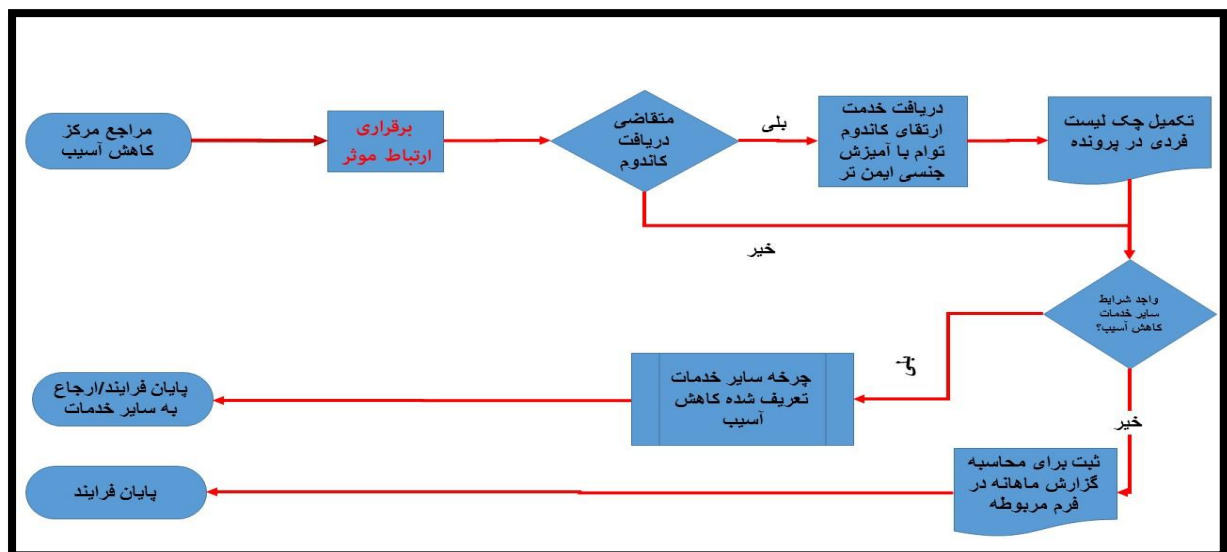 مراجع مرکز
کاهش آسیب
برقراری
ارتباط موثر
متقاضی
دریافت
کاندوم
بلی
دریافت خدمت
ارتقای کاندوم
توام با آمیزش
جنسی ایمن تر
تکمیل چک لیست
فردی در پرونده
خیر
واجد شرایط
سایر خدمات
کاهش آسیب؟
بلی
چرخه سایر خدمات
تعریف شده کاهش
آسیب
پایان فرایند/ارجاع
به سایر خدمات
خیر
ثبت برای محاسبه
گزارش ماهانه در
فرم مربوطه
پایان فرایند